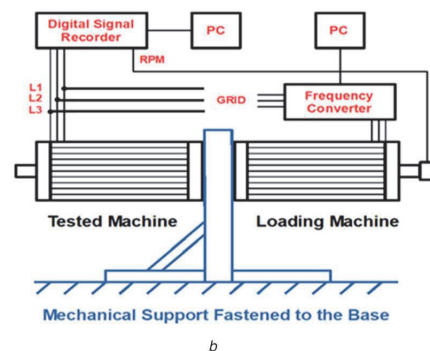 Digital Signal
Recorder
PC
PC
RPM
L1
L2
L3
GRID
Frequency
Converter
Tested Machine
Loading Machine
Mechanical Support Fastened to the Base
b